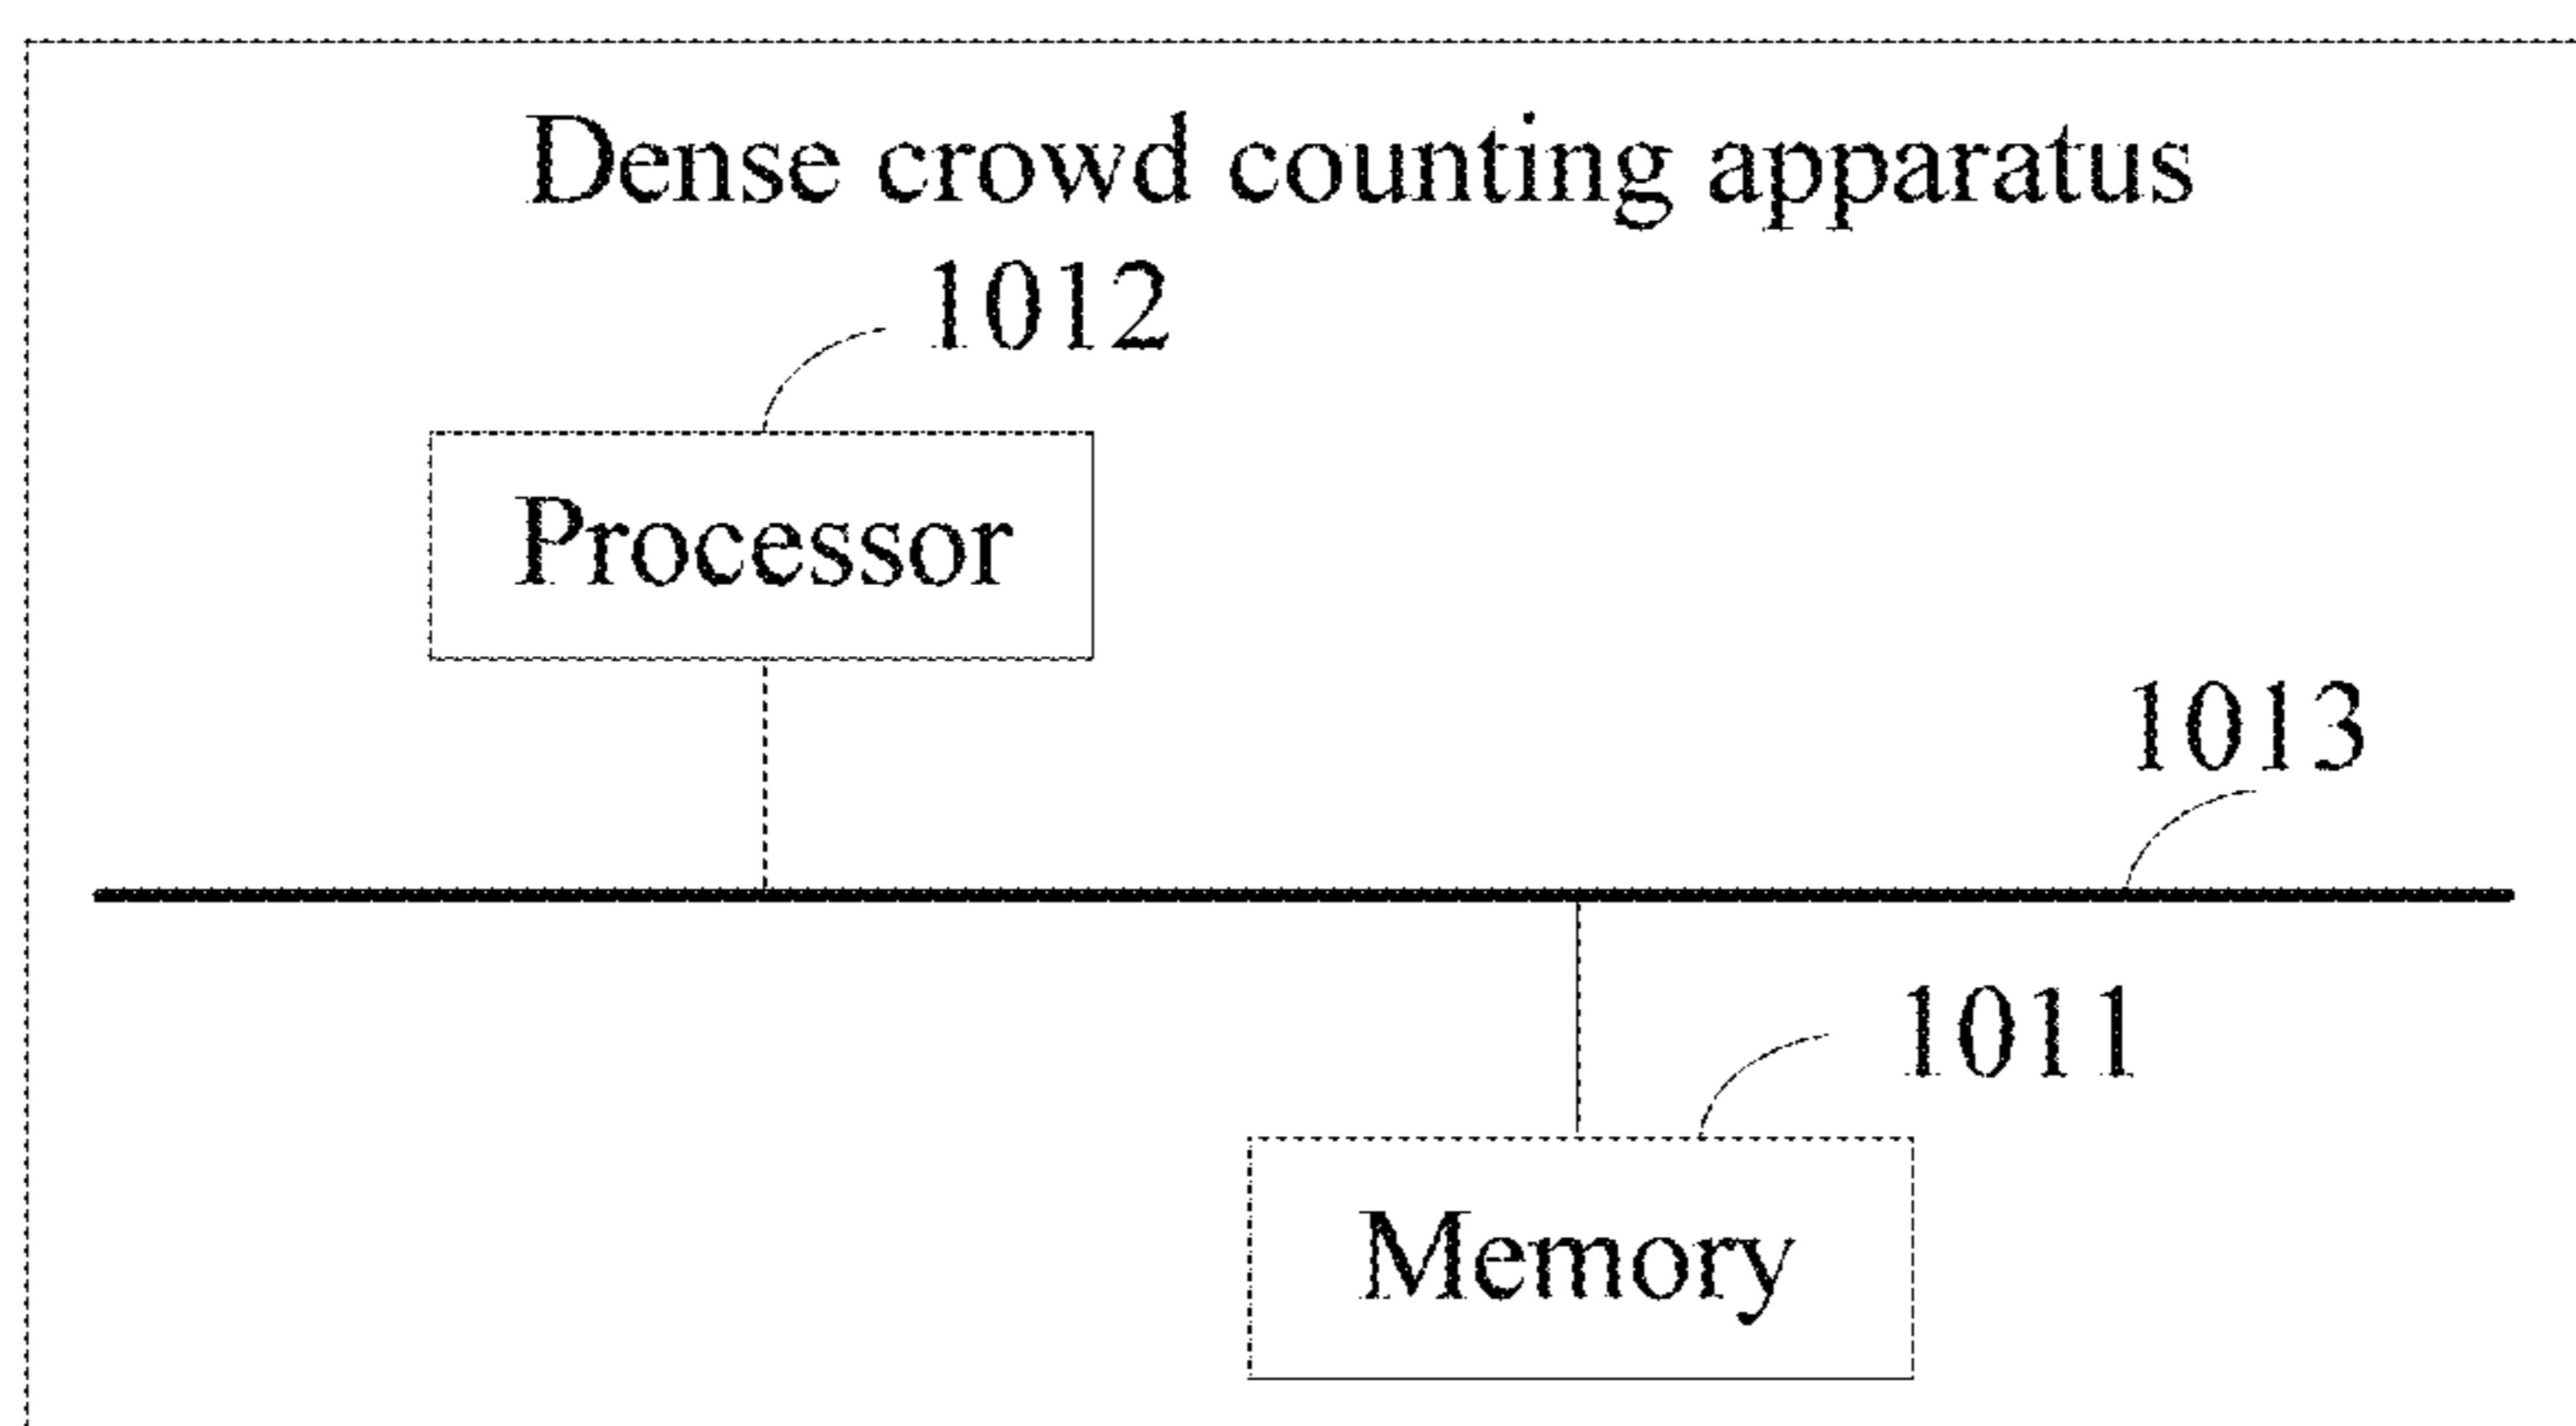 Dense crowd counting apparatus
1012
Processor
1013
1011
Memory